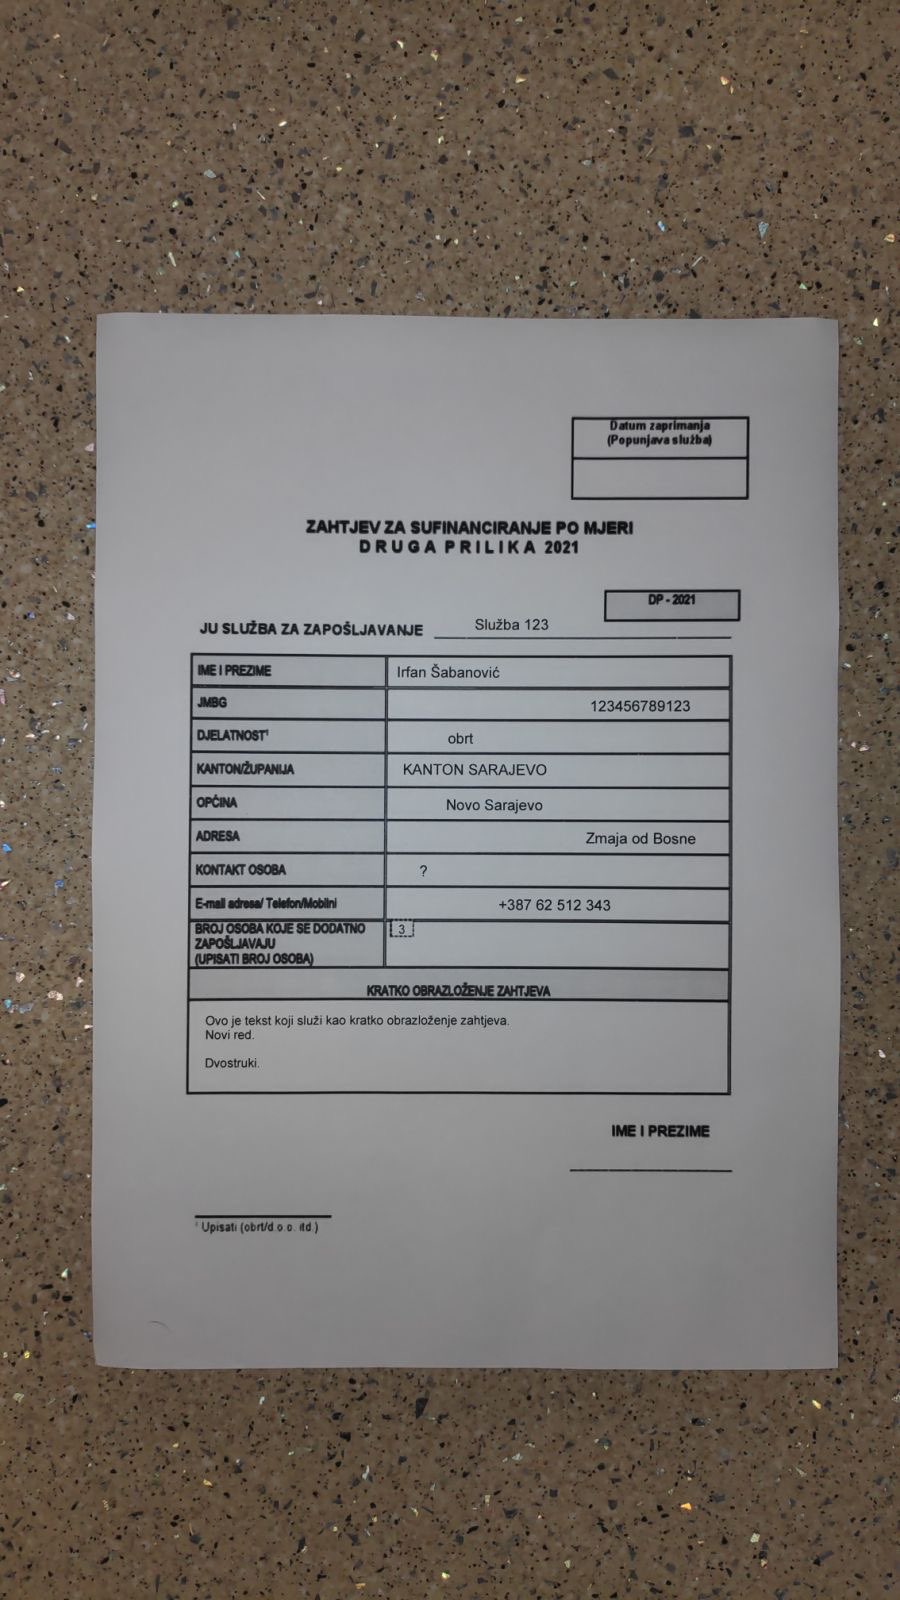 Datum zaprimanja
(Popunjava služba)
ZAHTJEV ZA SUFINANCIRANJE PO MJERI
D R U G A P R I L I K A 2021
DP - 2021
JU SLUŽBA ZA ZAPOŠLJAVANJE Služba 123
IME I PREZIME Irfan Šabanović
JMBG 123456789123
DJELATNOST¹ obrt
KANTON/ŽUPANIJA KANTON SARAJEVO
OPĆINA Novo Sarajevo
ADRESA Zmaja od Bosne
KONTAKT OSOBA ?
E-mail adresa/ Telefon/Mobilni +387 62 512 343
BROJ OSOBA KOJE SE DODATNO 3
ZAPOŠLJAVAJU
(UPISATI BROJ OSOBA)
KRATKO OBRAZLOŽENJE ZAHTJEVA
Ovo je tekst koji služi kao kratko obrazloženje zahtjeva.
Novi red.
Dvostruki.
IME I PREZIME
¹ Upisati (obrt/d.o.o. itd.)